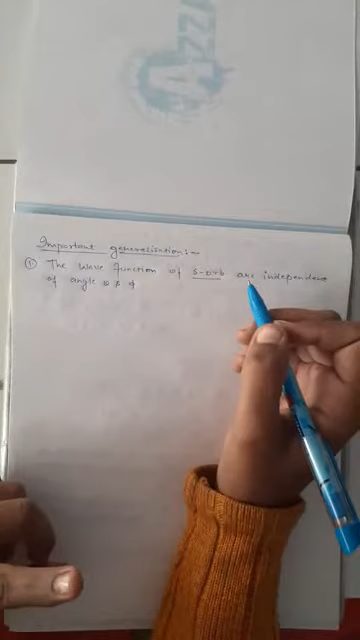 Important generalisation:-
① The wave function of s-orb are independent
of angle θ & ϕ